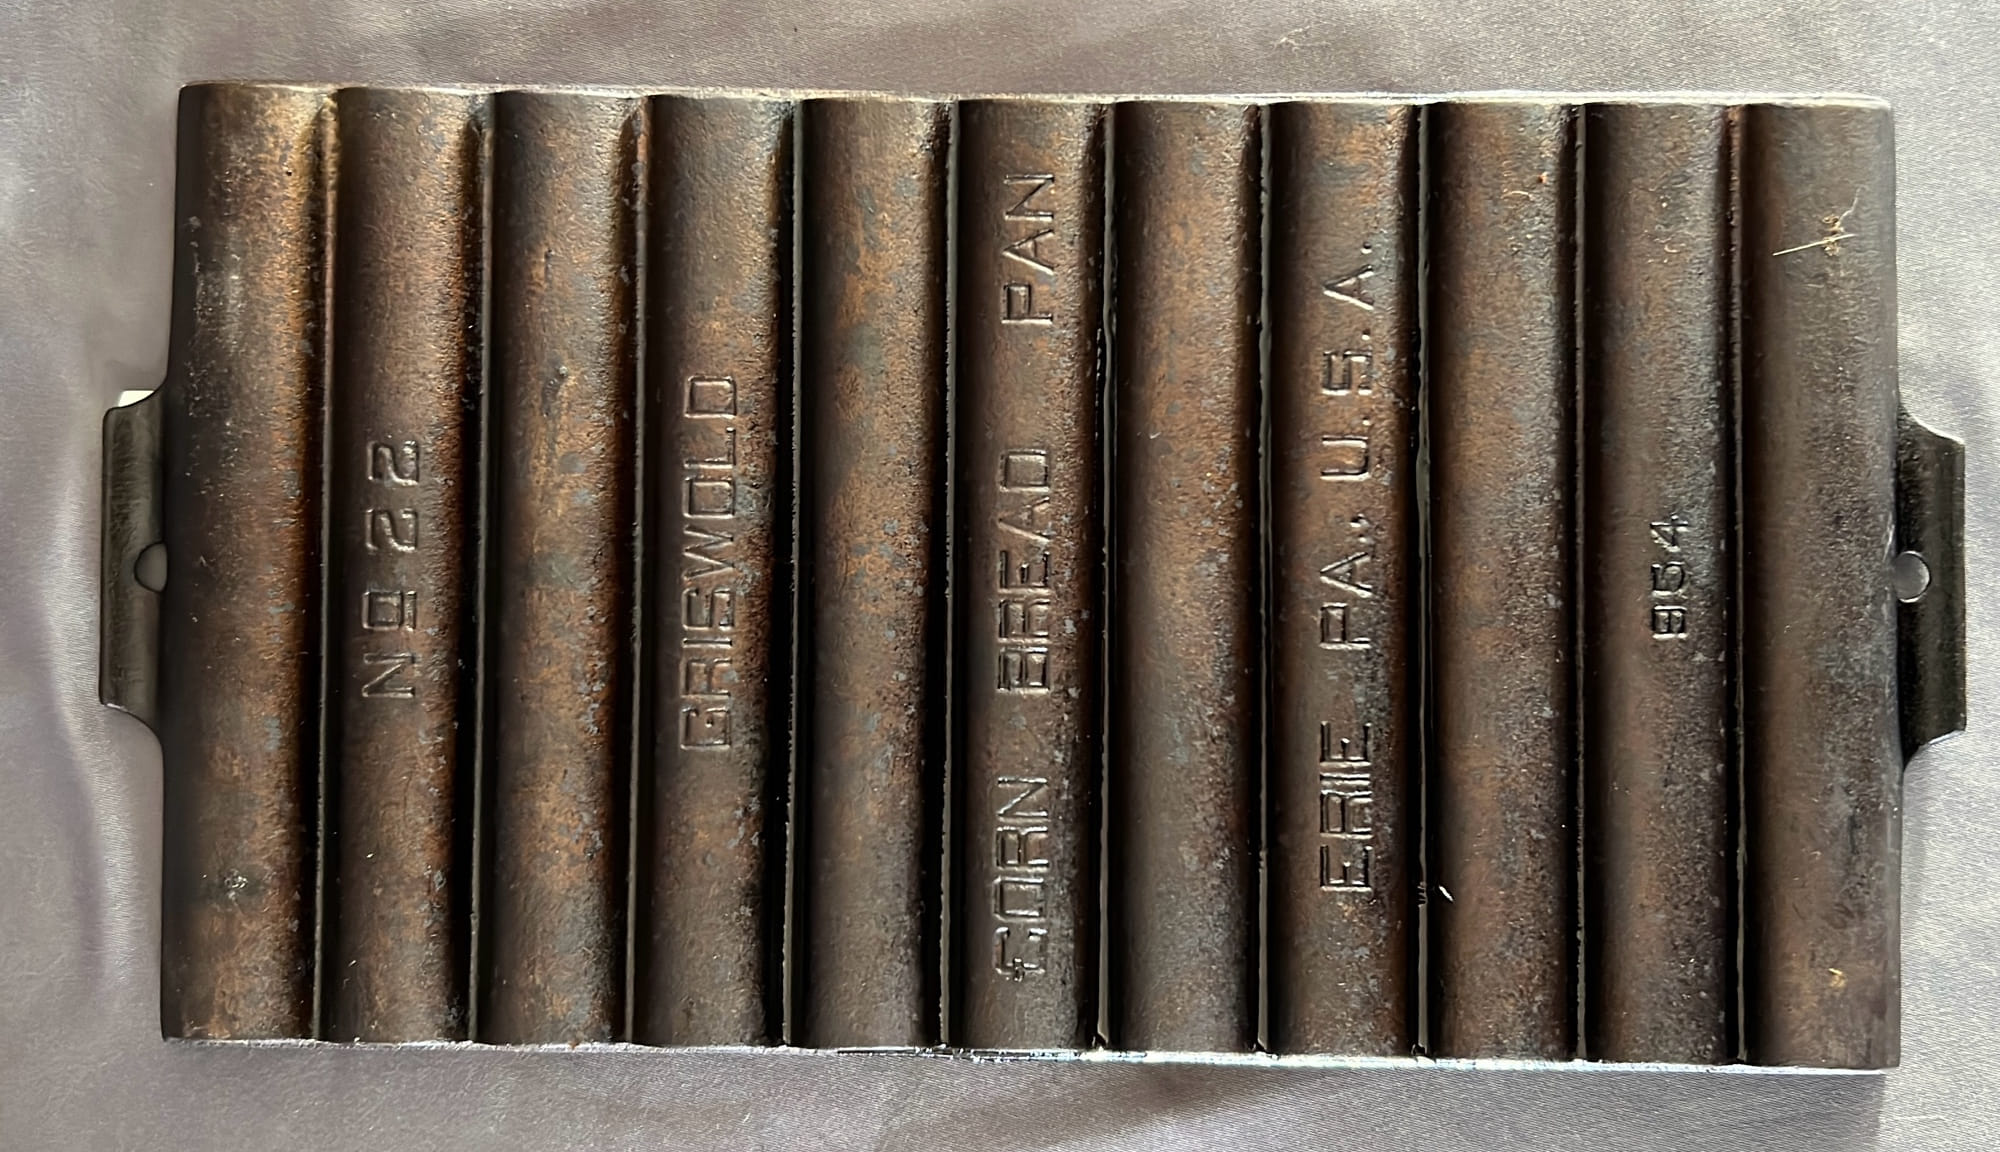 No 22
GRISWOLD
CORN BREAD PAN
ERIE PA., U.S.A.
954